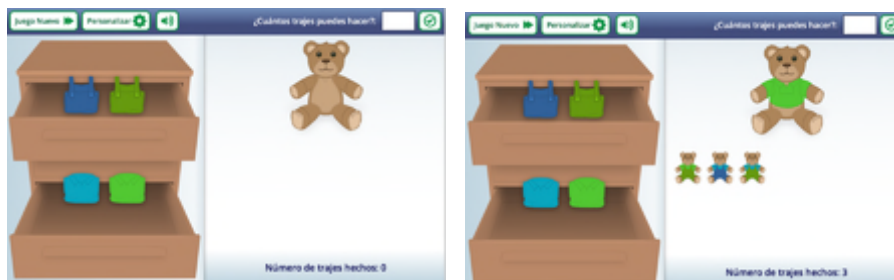 Juego Nuevo Personalizar ¿Cuántos trajes puedes hacer?:
Número de trajes hechos: 0
Juego Nuevo Personalizar ¿Cuántos trajes puedes hacer?:
Número de trajes hechos: 3